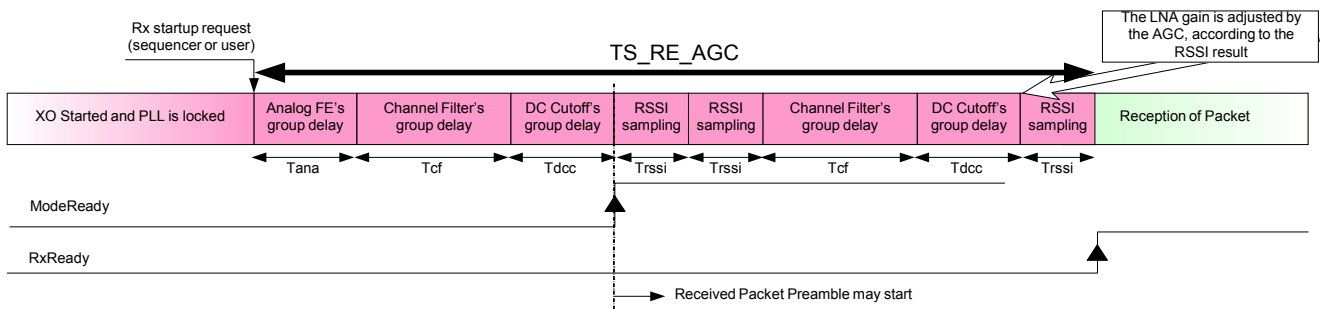 Rx startup request
(sequencer or user)
TS_RE_AGC
The LNA gain is adjusted by
the AGC, according to the
RSSI result
XO Started and PLL is locked
Analog FE's
group delay
Channel Filter's
group delay
DC Cutoff's
group delay
RSSI
sampling
RSSI
sampling
Channel Filter's
group delay
DC Cutoff's
group delay
RSSI
sampling
Reception of Packet
Tana
Tcf
Tdcc
Trssi
Trssi
Tcf
Tdcc
Trssi
ModeReady
RxReady
Received Packet Preamble may start